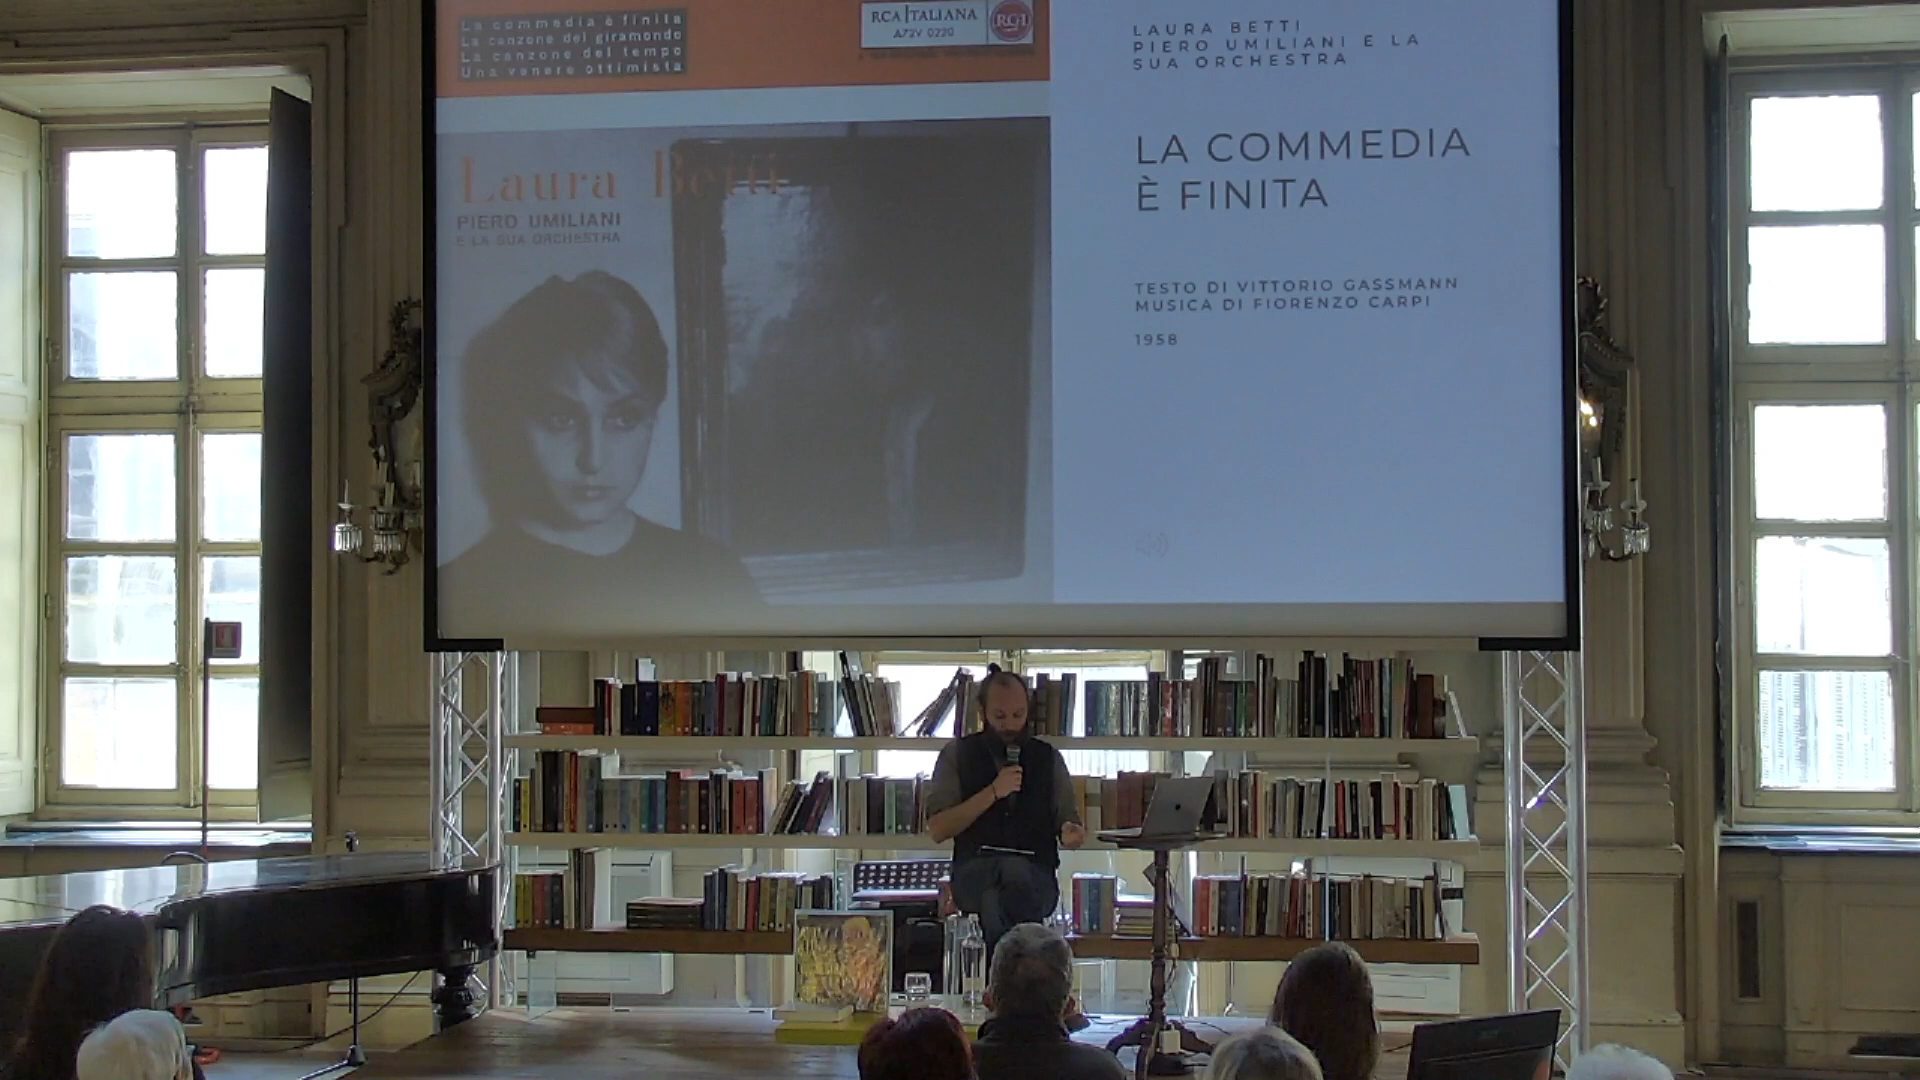 La commedia è finita
La canzone del giramondo
La canzone del tempo
Una venere ottimista
RCA ITALIANA
A72V 0220
RCA
Laura Betti
PIERO UMILIANI
E LA SUA ORCHESTRA
LAURA BETTI
PIERO UMILIANI E LA
SUA ORCHESTRA
LA COMMEDIA
È FINITA
TESTO DI VITTORIO GASSMANN
MUSICA DI FIORENZO CARPI
1958